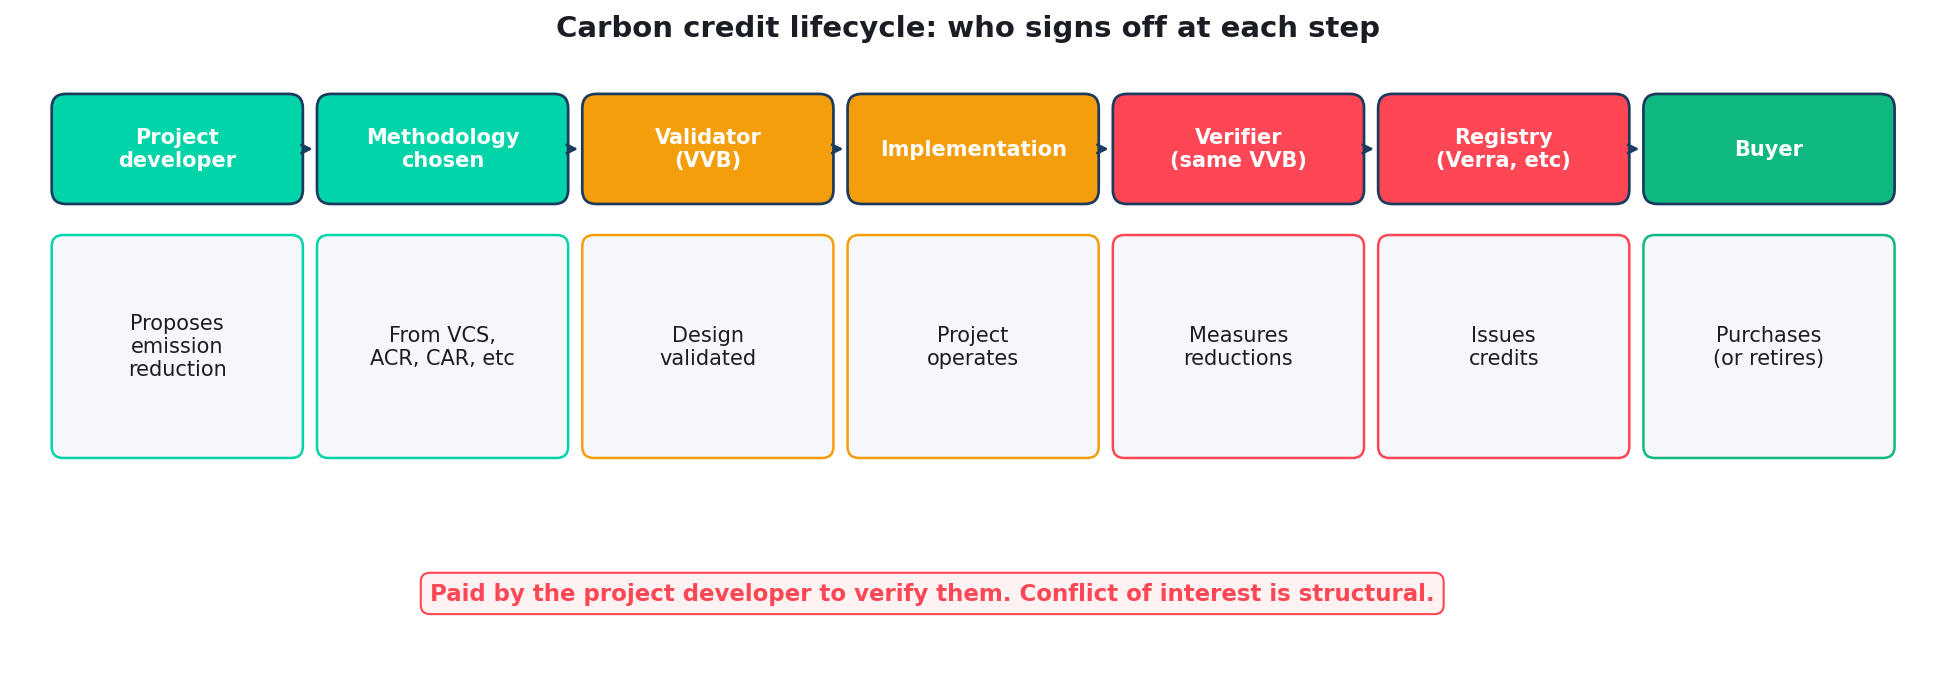 Carbon credit lifecycle: who signs off at each step
Project
developer
Methodology
chosen
Validator
(VVB)
Implementation
Verifier
(same VVB)
Registry
(Verra, etc)
Buyer
Proposes
emission
reduction
From VCS,
ACR, CAR, etc
Design
validated
Project
operates
Measures
reductions
Issues
credits
Purchases
(or retires)
Paid by the project developer to verify them. Conflict of interest is structural.